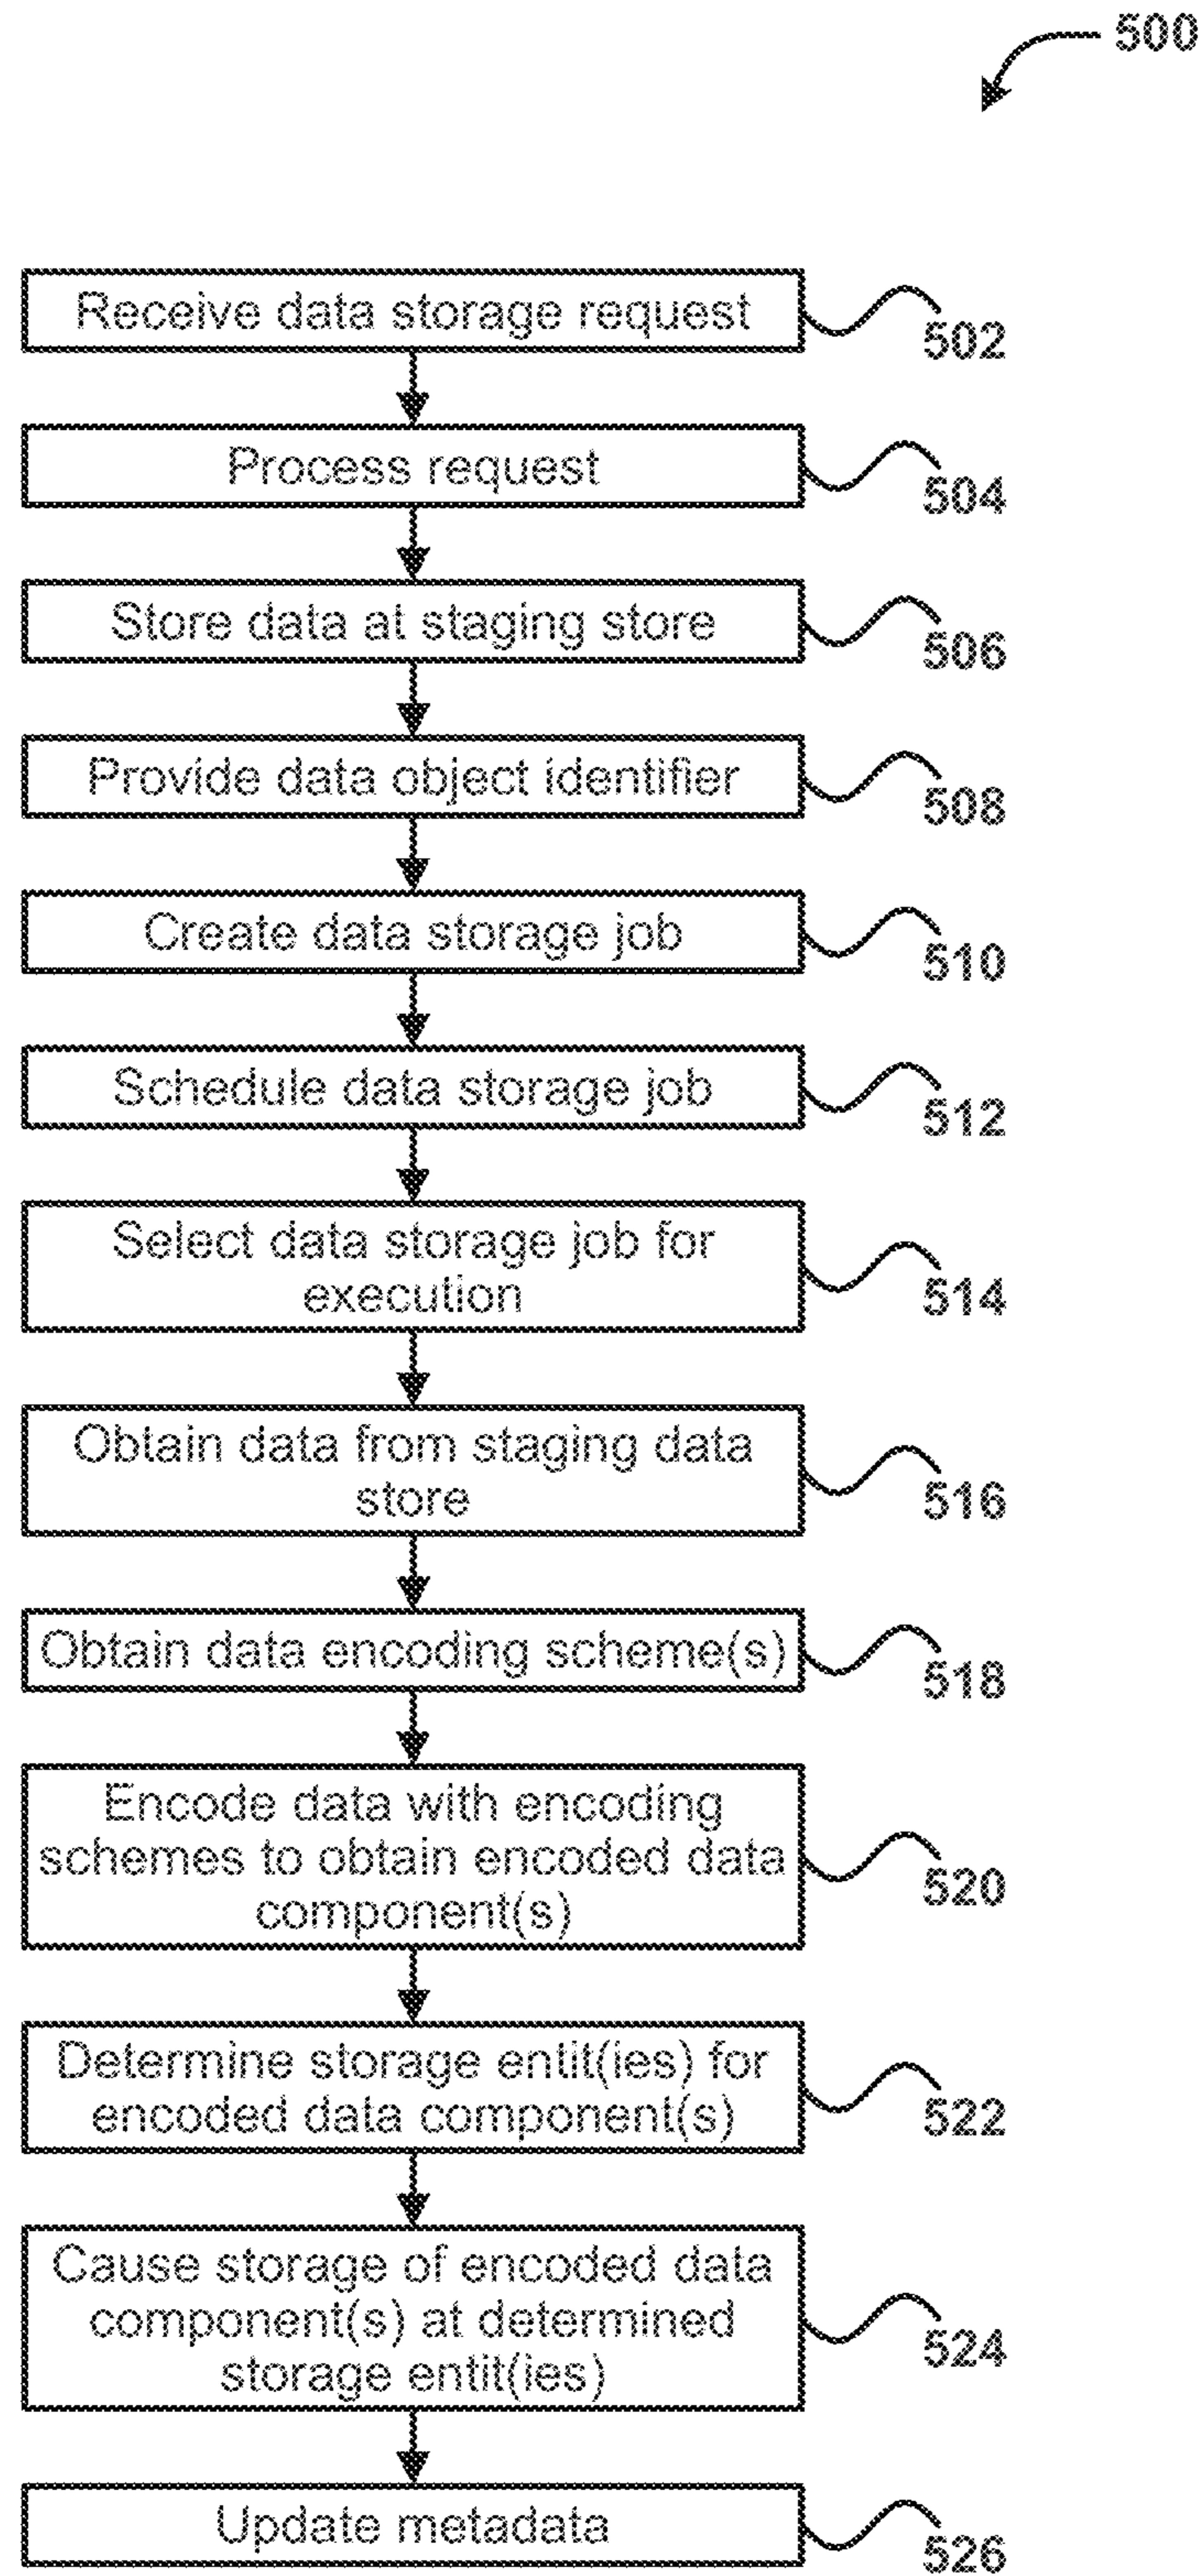 500
Receive data storage request
502
Process request
504
Store data at staging store
506
Provide data object identifier
508
Create data storage job
510
Schedule data storage job
512
Select data storage job for
execution
514
Obtain data from staging data
store
516
Obtain data encoding scheme(s)
518
Encode data with encoding
schemes to obtain encoded data
component(s)
520
Determine storage entit(ies) for
encoded data component(s)
522
Cause storage of encoded data
component(s) at determined
storage entit(ies)
524
Update metadata
526